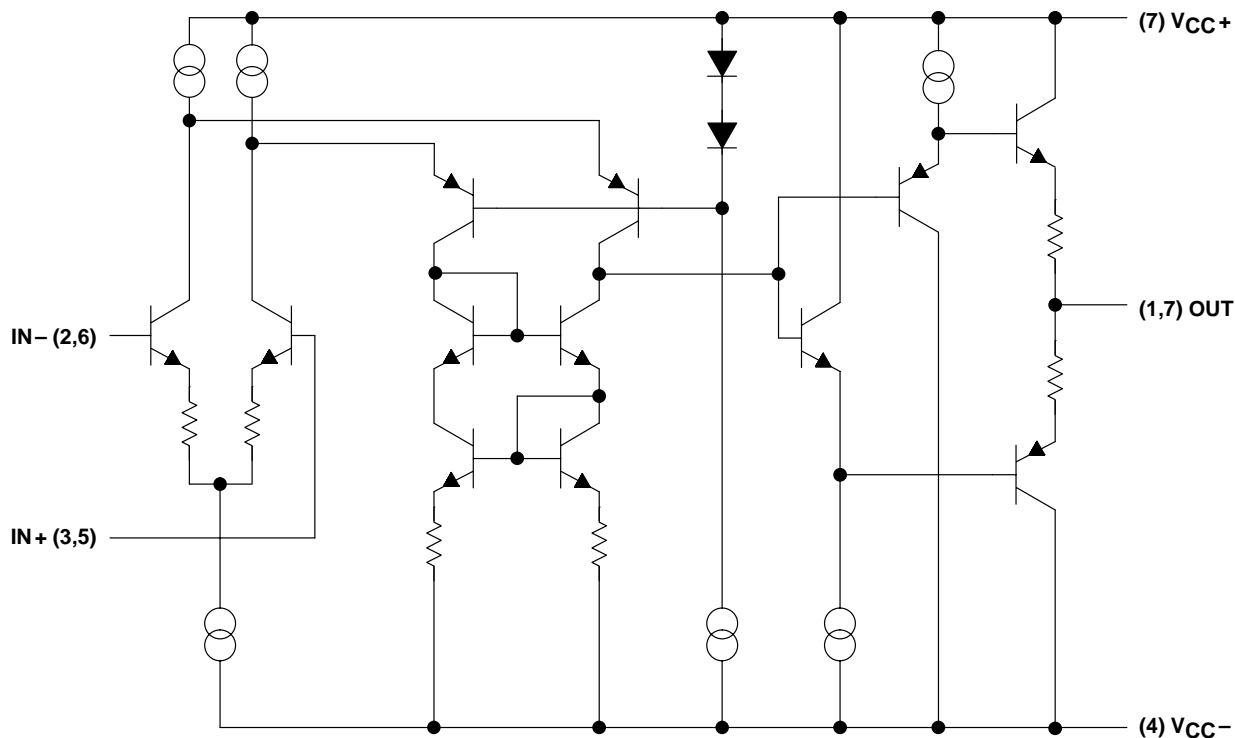 (7) VCC+
IN− (2,6)
(1,7) OUT
IN+ (3,5)
(4) VCC−